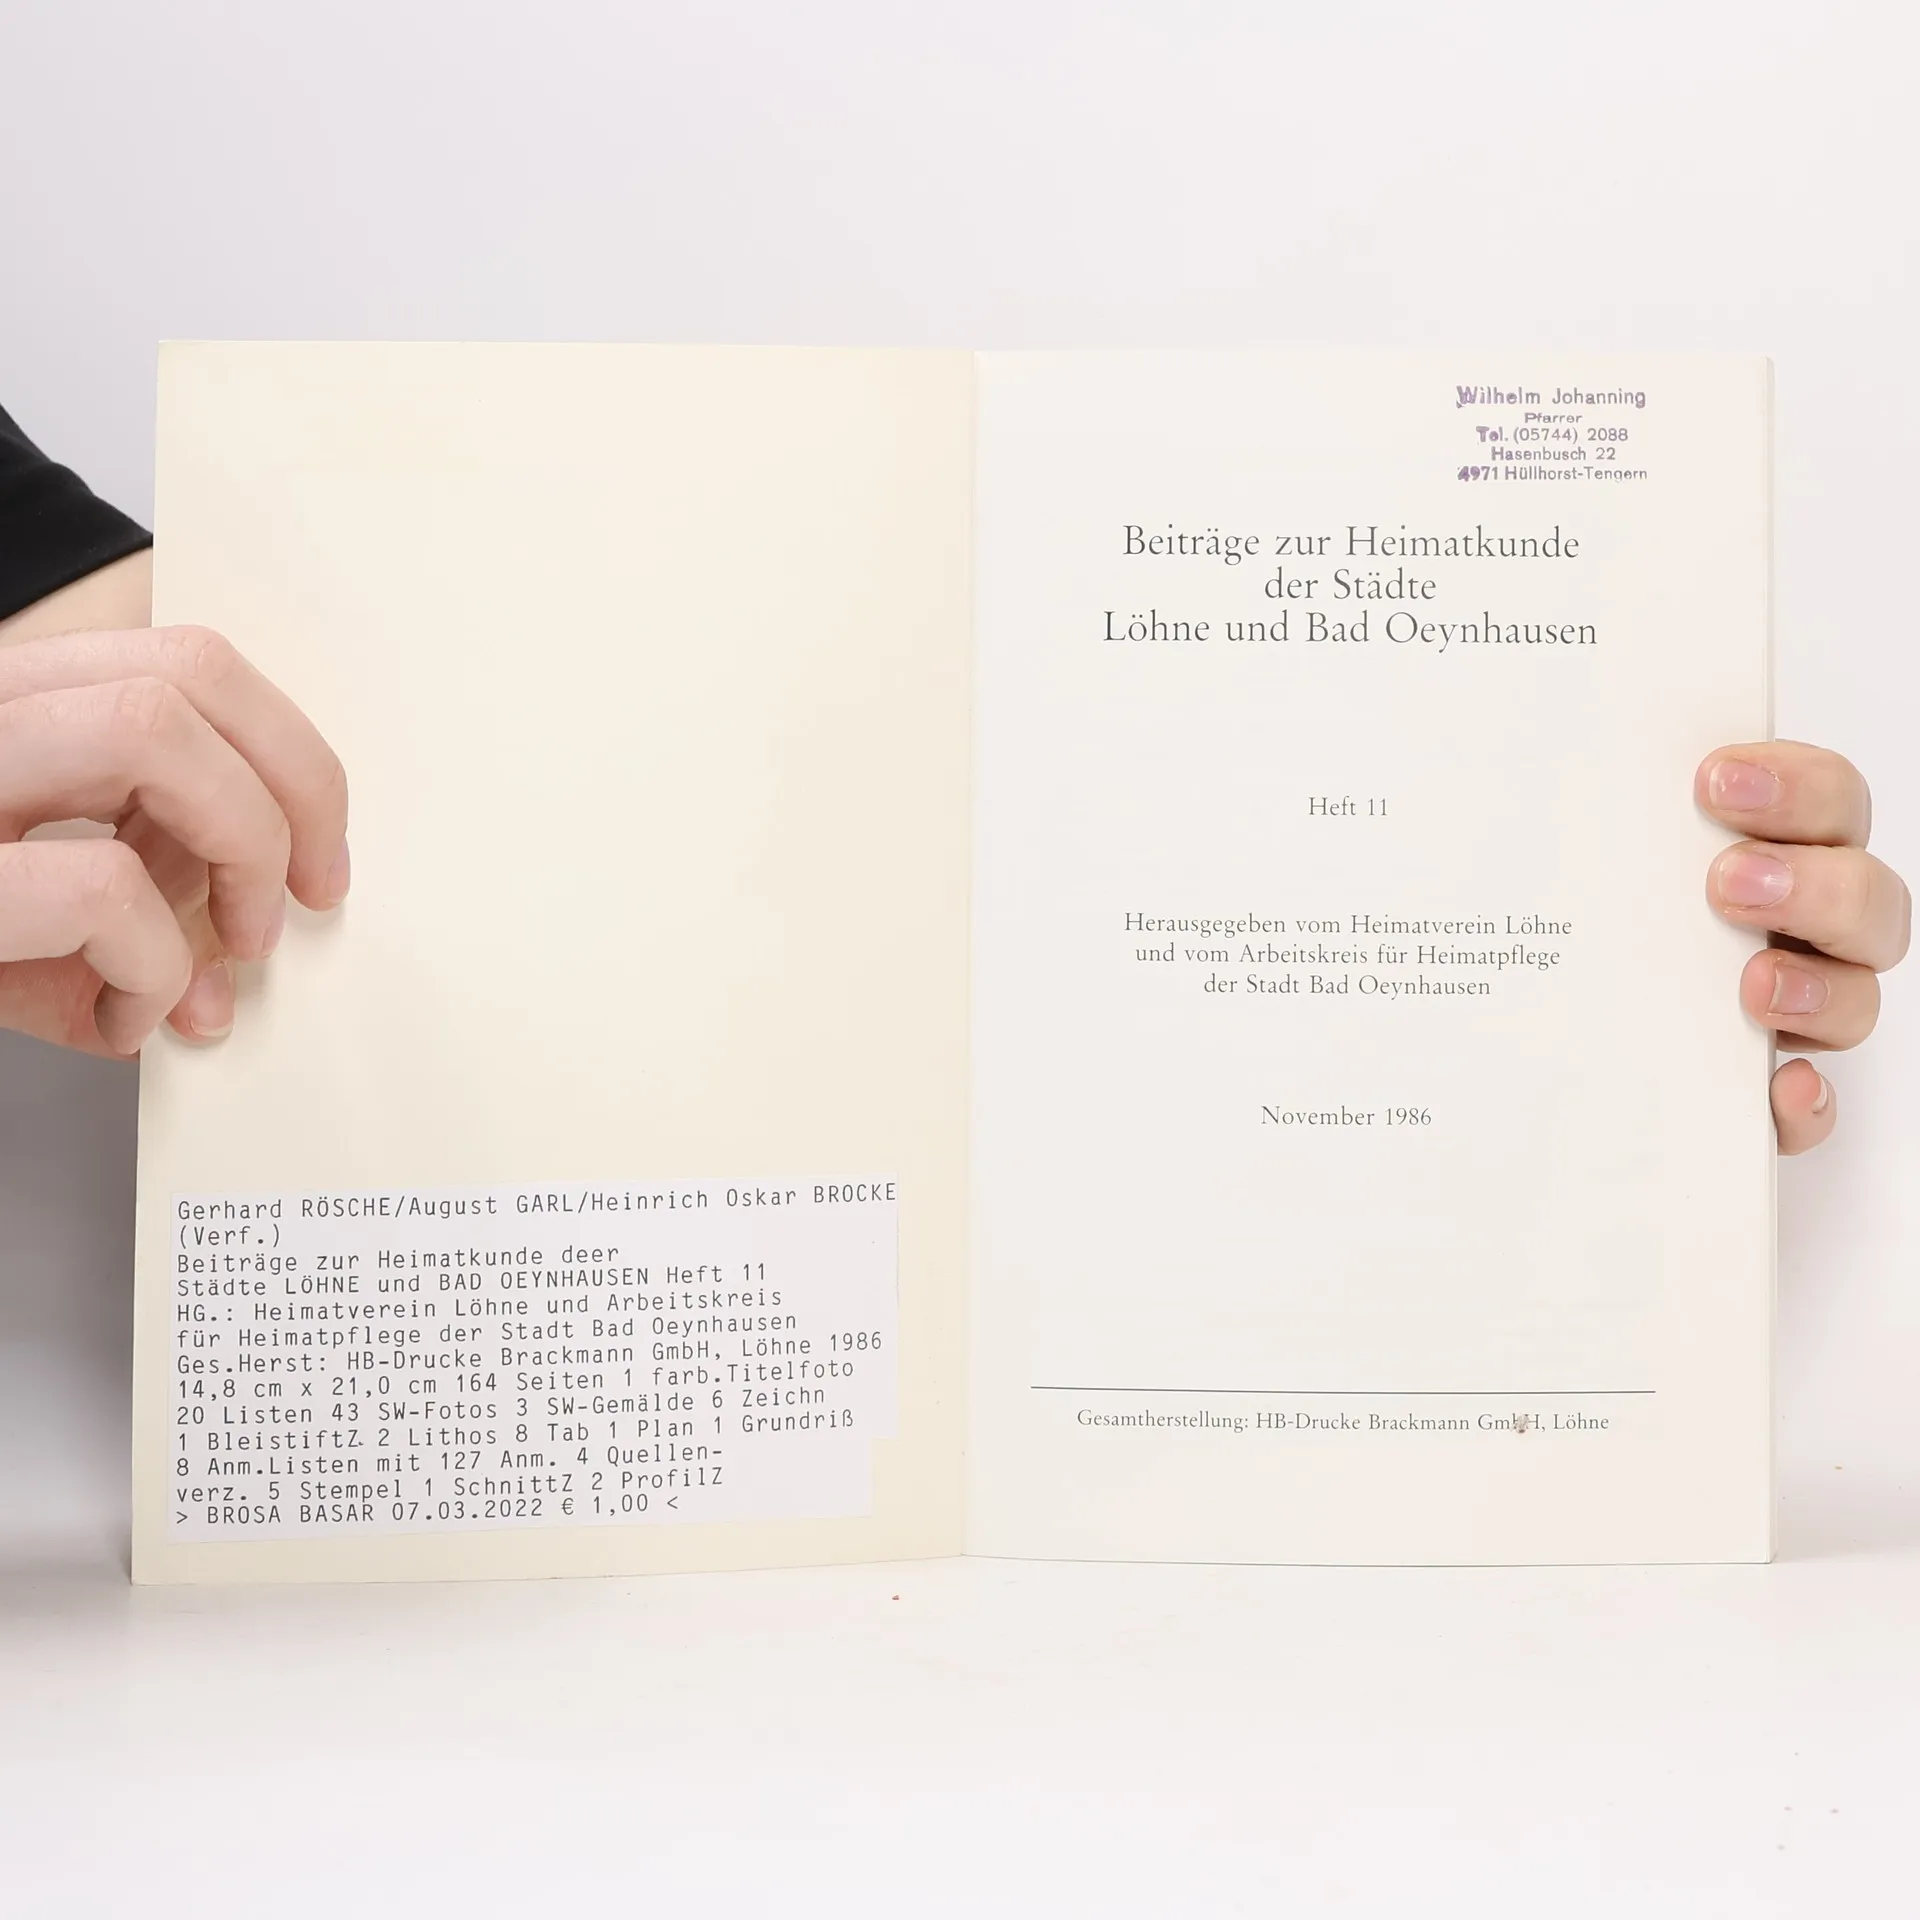 Gerhard RÖSCHE/August GARL/Heinrich Oskar BROCKE
(Verf.)
Beiträge zur Heimatkunde deer
Städte LÖHNE und BAD OEYNHAUSEN Heft 11
HG.: Heimatverein Löhne und Arbeitskreis
für Heimatpflege der Stadt Bad Oeynhausen
Ges.Herst: HB-Drucke Brackmann GmbH, Löhne 1986
14,8 cm x 21,0 cm 164 Seiten 1 farb.Titelfoto
20 Listen 43 SW-Fotos 3 SW-Gemälde 6 Zeichn
1 BleistiftZ. 2 Lithos 8 Tab 1 Plan 1 Grundriß
8 Anm.Listen mit 127 Anm. 4 Quellen-
verz. 5 Stempel 1 SchnittZ 2 ProfilZ
> BROSA BASAR 07.03.2022 € 1,00 <
Wilhelm Johanning
Pfarrer
Tel. (05744) 2088
Hasenbusch 22
4971 Hüllhorst-Tengern
Beiträge zur Heimatkunde
der Städte
Löhne und Bad Oeynhausen
Heft 11
Herausgegeben vom Heimatverein Löhne
und vom Arbeitskreis für Heimatpflege
der Stadt Bad Oeynhausen
November 1986
Gesamtherstellung: HB-Drucke Brackmann GmbH, Löhne